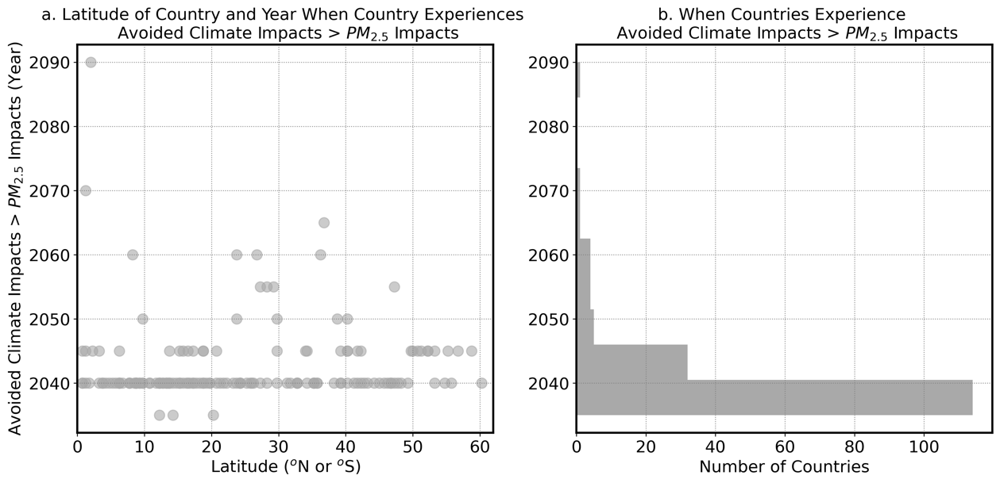 a. Latitude of Country and Year When Country Experiences
Avoided Climate Impacts > PM2.5 Impacts
Avoided Climate Impacts > PM2.5 Impacts (Year)
2090
2080
2070
2060
2050
2040
0 10 20 30 40 50 60
Latitude (°N or °S)
b. When Countries Experience
Avoided Climate Impacts > PM2.5 Impacts
2090
2080
2070
2060
2050
2040
0 20 40 60 80 100
Number of Countries